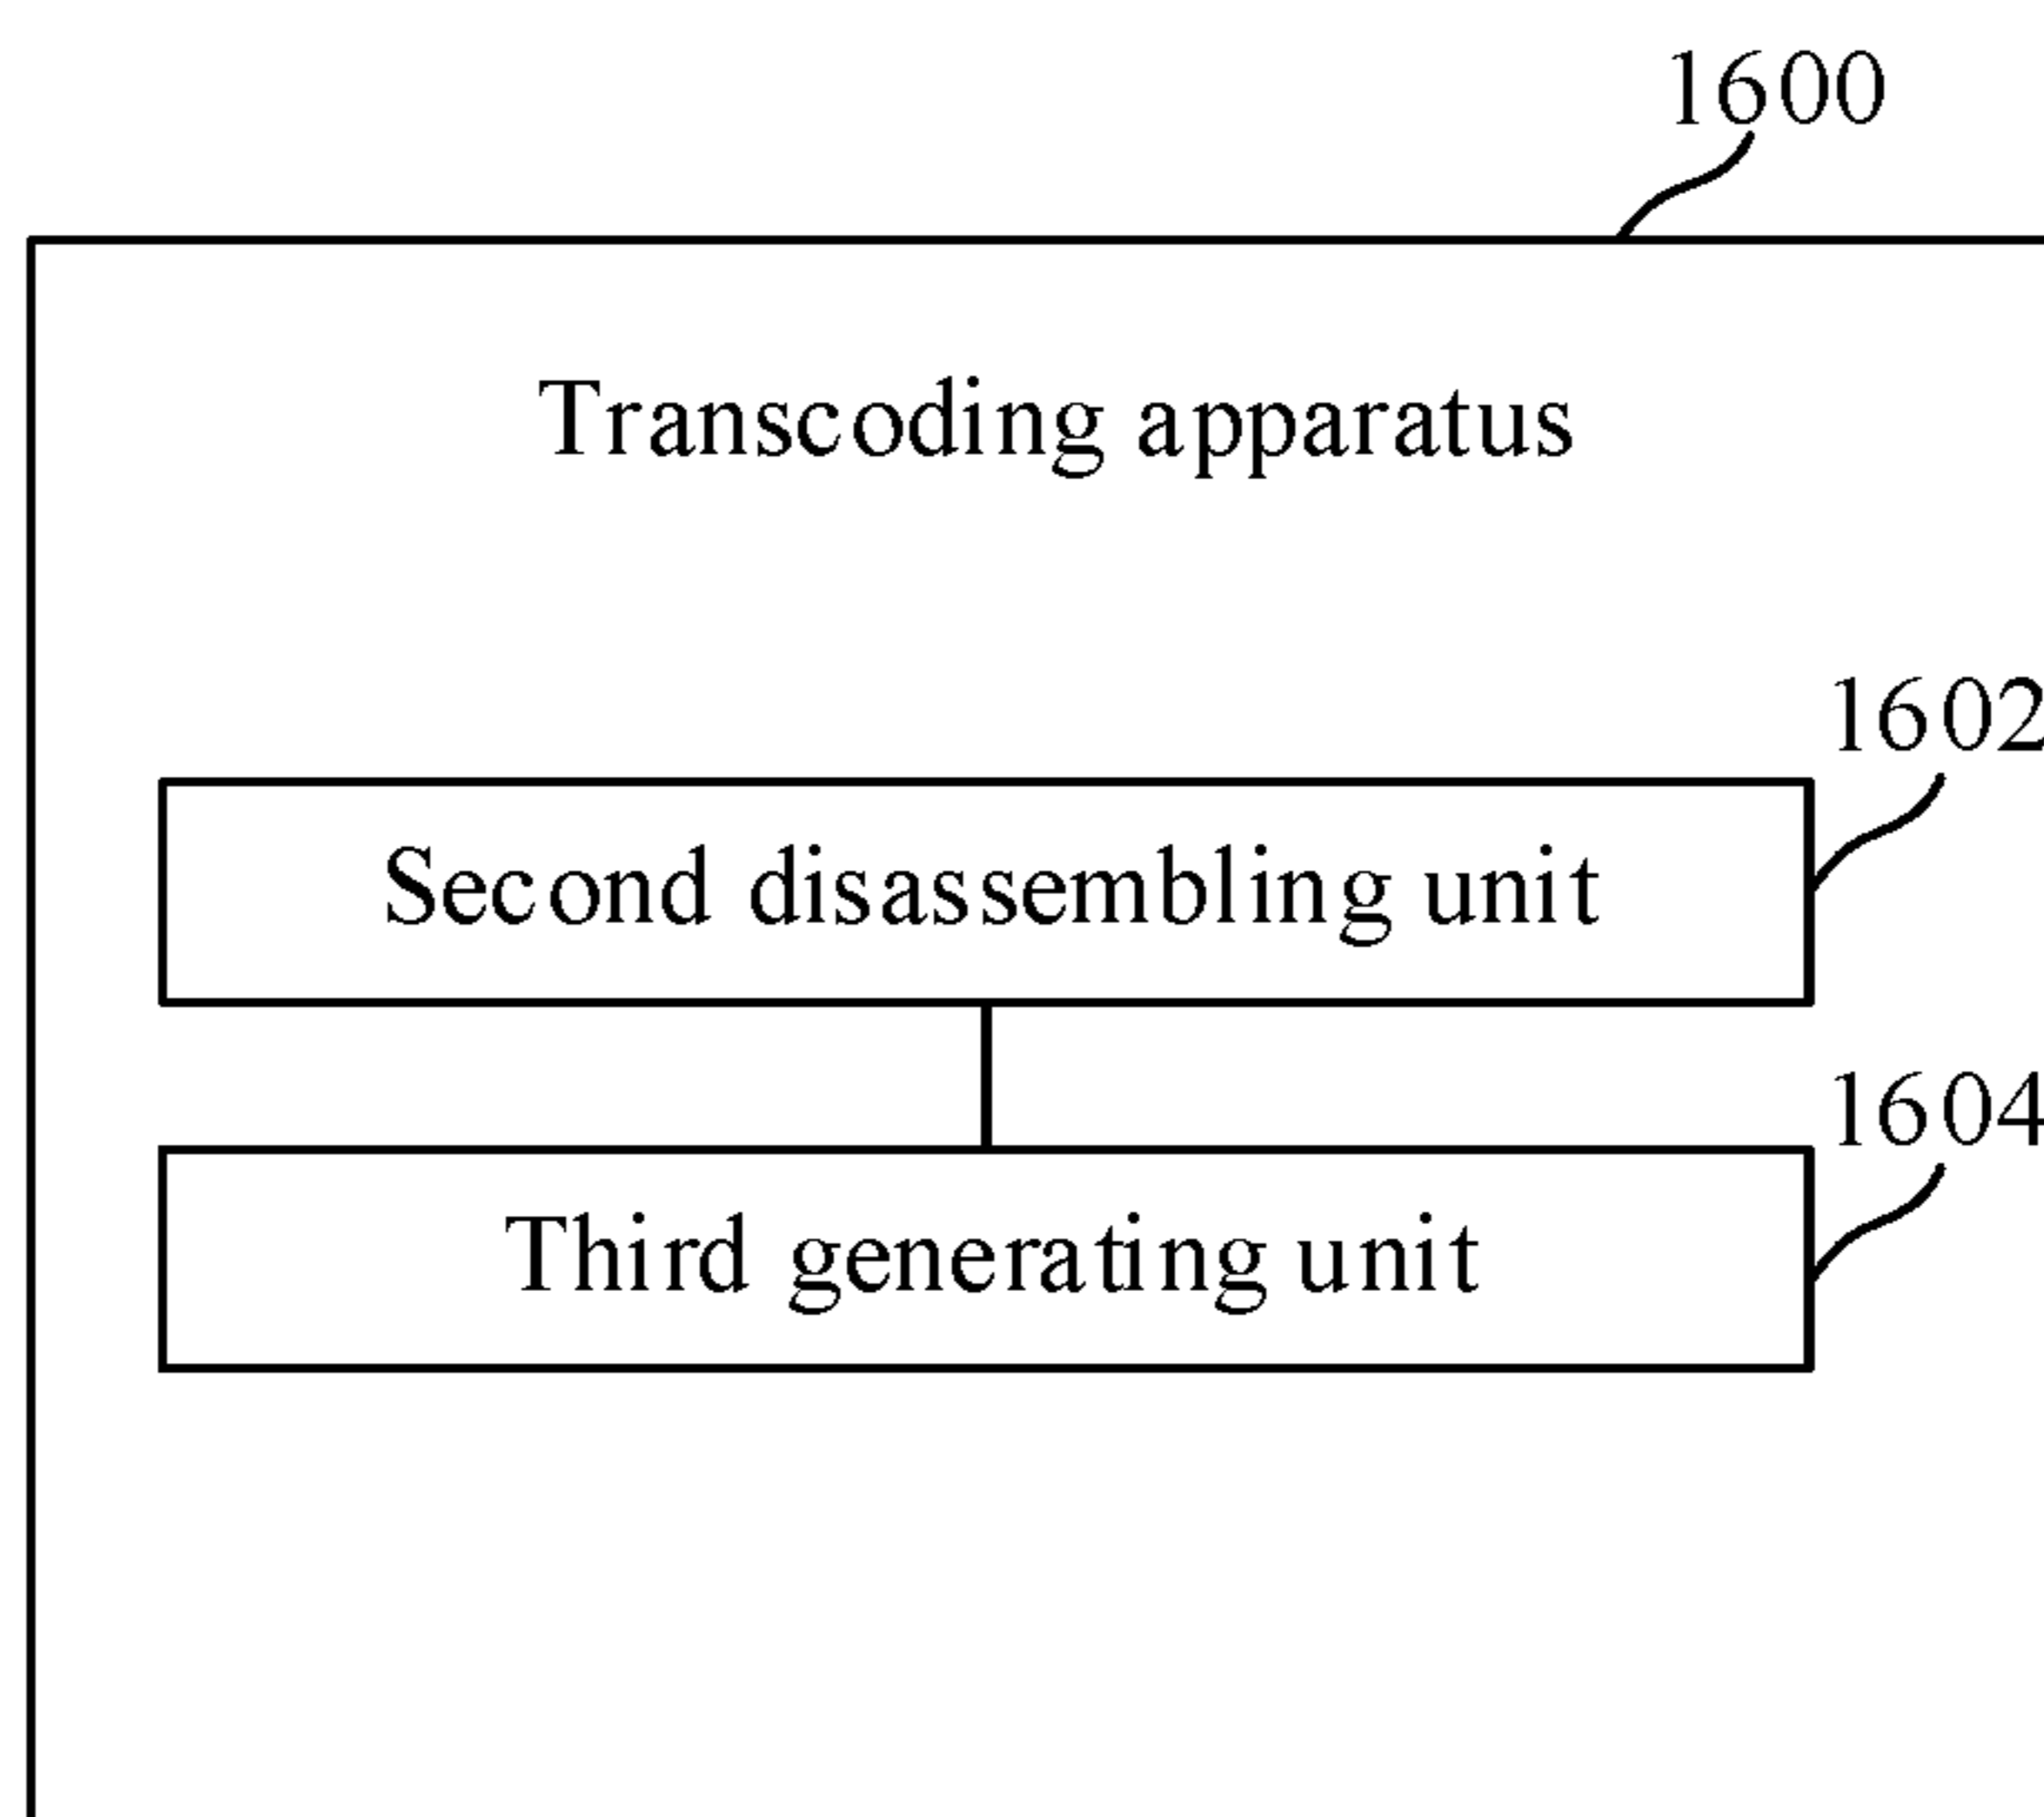 1600
Transcoding apparatus
1602
Second disassembling unit
1604
Third generating unit